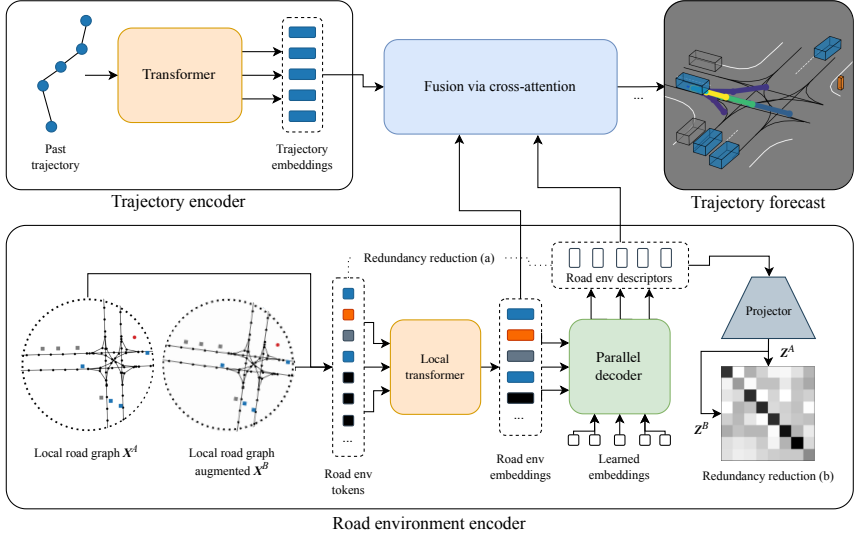 Transformer
Past
trajectory
Trajectory
embeddings
Trajectory encoder
Fusion via cross-attention
...
Trajectory forecast
Redundancy reduction (a)
Road env descriptors
Projector
Local
transformer
Parallel
decoder
Z^A
Z^B
Local road graph X^A
Local road graph
augmented X^B
...
Road env
tokens
...
Road env
embeddings
Learned
embeddings
Redundancy reduction (b)
Road environment encoder